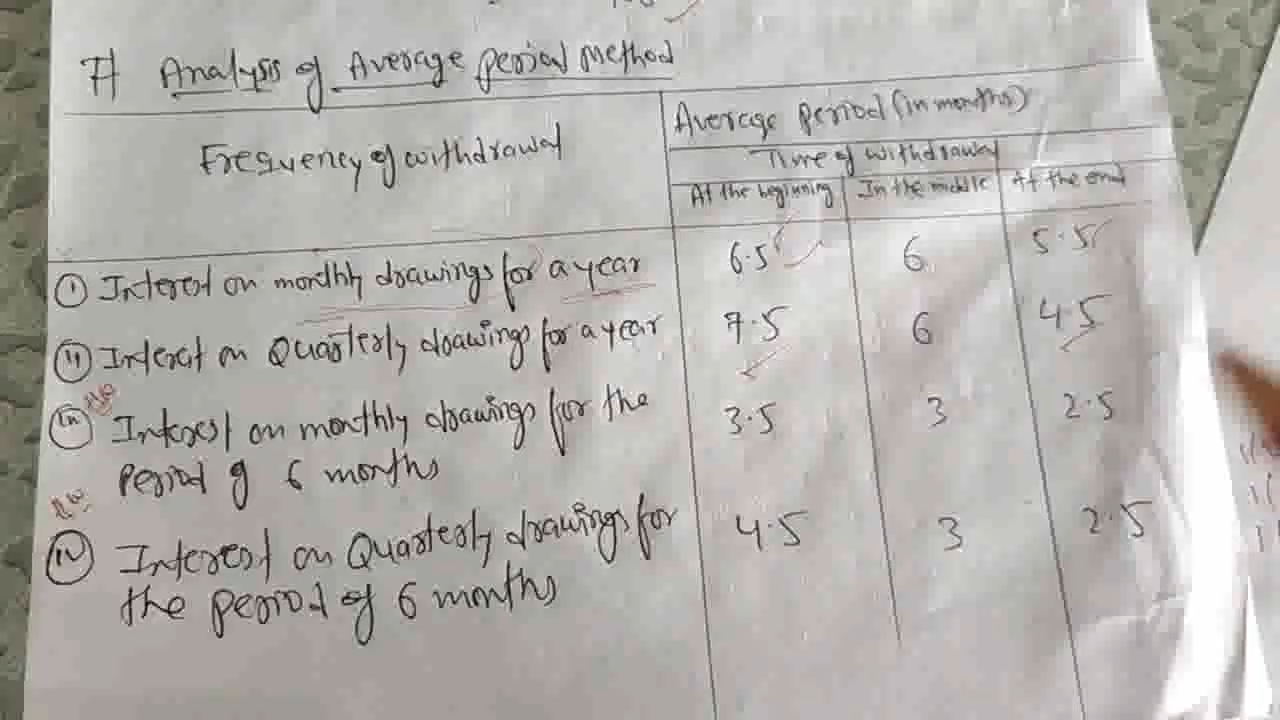 7) Analysis of Average period Method
Frequency of withdrawal
Average period (in months)
Time of withdrawal
At the beginning In the middle At the end
(i) Interest on monthly drawings for a year 6.5 6 5.5
(ii) Interest on Quarterly drawings for a year 7.5 6 4.5
(iii) Interest on monthly drawings for the 3.5 3 2.5
period of 6 months
(iv) Interest on Quarterly drawings for 4.5 3 2.5
the period of 6 months